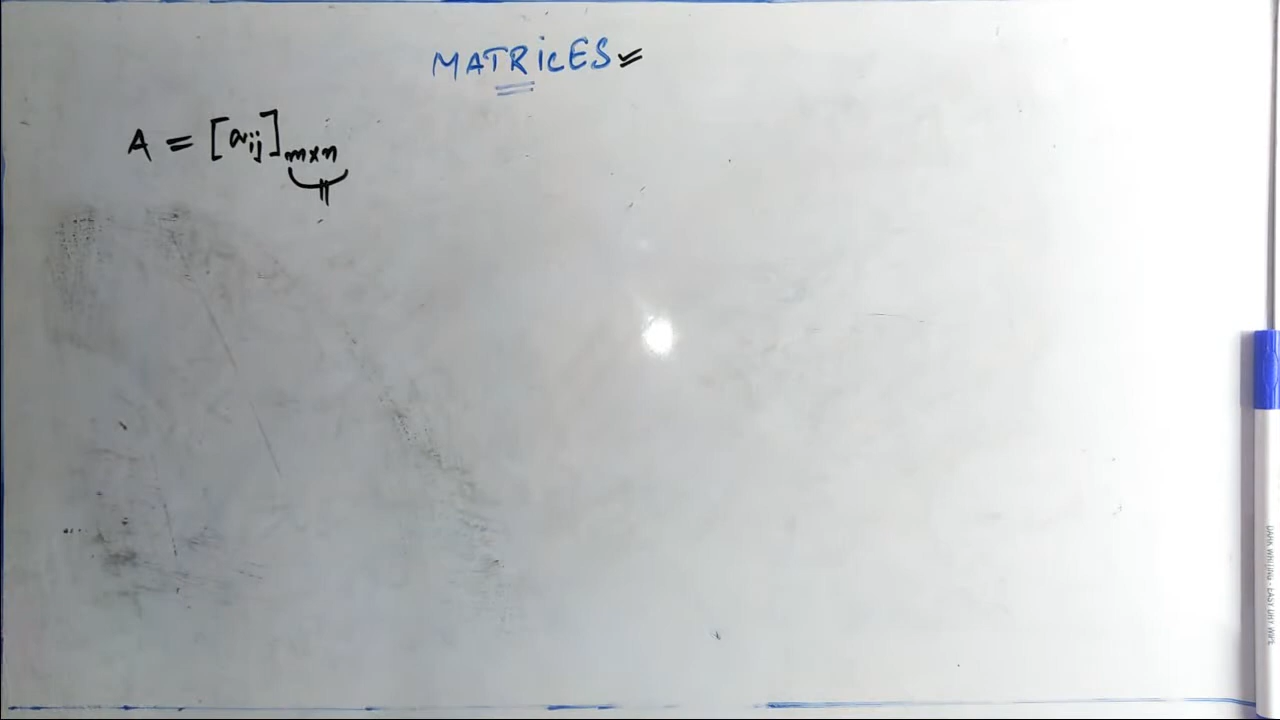 MATRICES
A = [aij]m×n